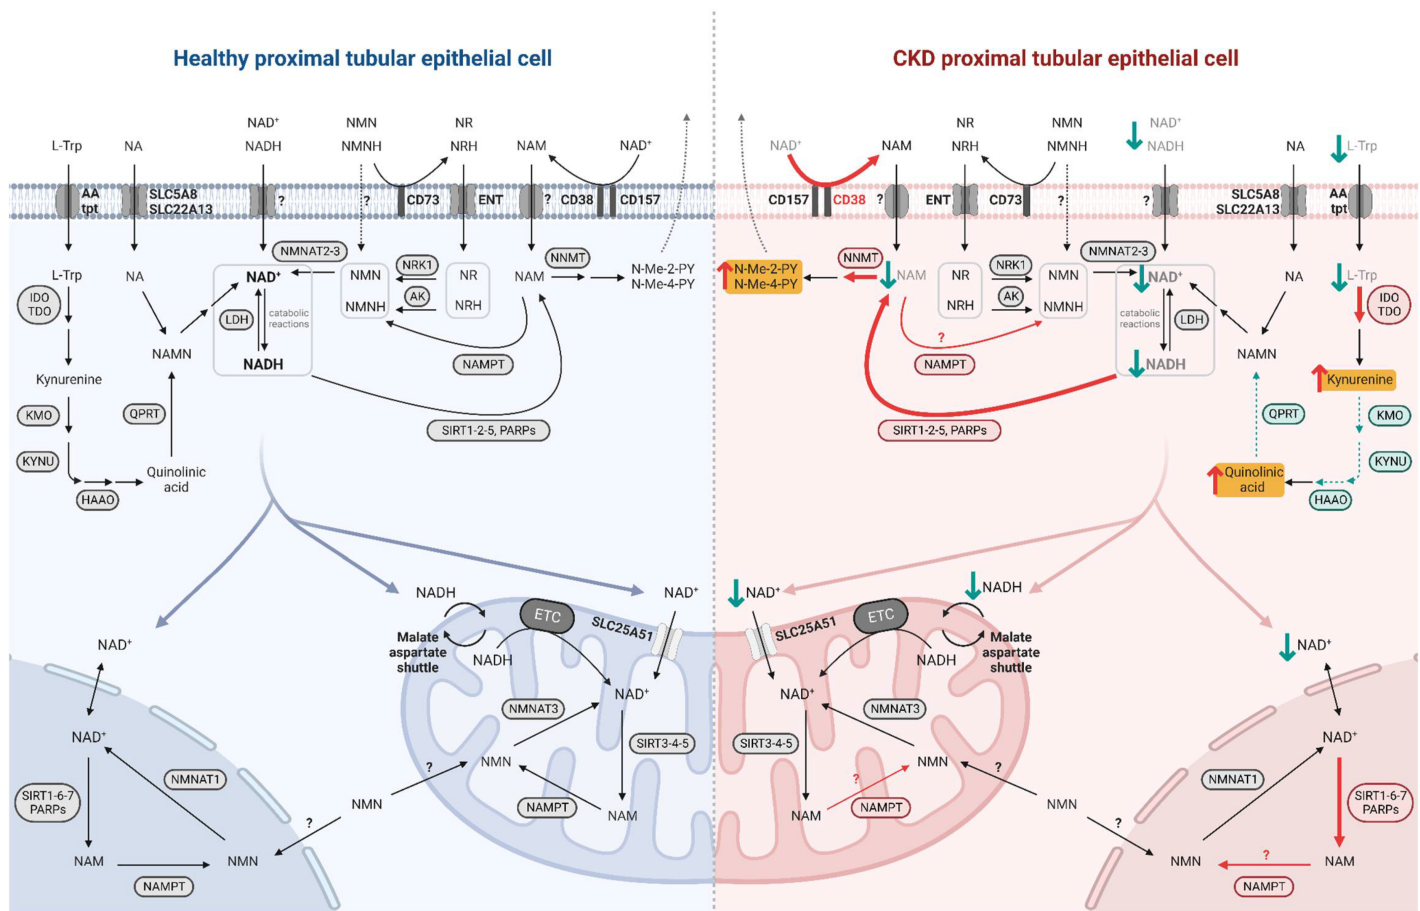 Healthy proximal tubular epithelial cell
L-Trp
NA
NAD⁺
NADH
NMN
NMNH
NR
NRH
NAM
NAD⁺
AA
tpt
SLC5A8
SLC22A13
?
?
CD73
ENT
?
CD38
CD157
L-Trp
NA
NAD⁺
NMNAT2-3
NMN
NMNH
NRK1
AK
NR
NRH
NAM
NNMT
N-Me-2-PY
N-Me-4-PY
IDO
TDO
LDH
catabolic
reactions
NADH
NAMN
NAMPT
Kynurenine
KMO
QPRT
SIRT1-2-5, PARPs
KYNU
Quinolinic
acid
HAAO
NADH
Malate
aspartate
shuttle
ETC
NADH
SLC25A51
NAD⁺
NAD⁺
NMNAT3
SIRT3-4-5
NMN
NAMPT
NAM
?
NMN
?
NAD⁺
NAD⁺
NMNAT1
SIRT1-6-7
PARPs
NAM
NMN
NAMPT
CKD proximal tubular epithelial cell
NAD⁺
NAM
NR
NRH
NMN
NMNH
NAD⁺
NADH
NA
L-Trp
CD157
CD38
?
ENT
CD73
?
?
SLC5A8
SLC22A13
AA
tpt
N-Me-2-PY
N-Me-4-PY
NNMT
NAM
NR
NRH
NRK1
AK
NMN
NMNH
NMNAT2-3
NAD⁺
NA
L-Trp
catabolic
reactions
LDH
IDO
TDO
?
NAMPT
NADH
NAMN
Kynurenine
SIRT1-2-5, PARPs
QPRT
KMO
KYNU
Quinolinic
acid
HAAO
NAD⁺
SLC25A51
ETC
NADH
NADH
Malate
aspartate
shuttle
NAD⁺
NMNAT3
SIRT3-4-5
NMN
?
NAMPT
NAM
?
NMN
?
NAD⁺
NAD⁺
NMNAT1
SIRT1-6-7
PARPs
NMN
?
NAM
NAMPT